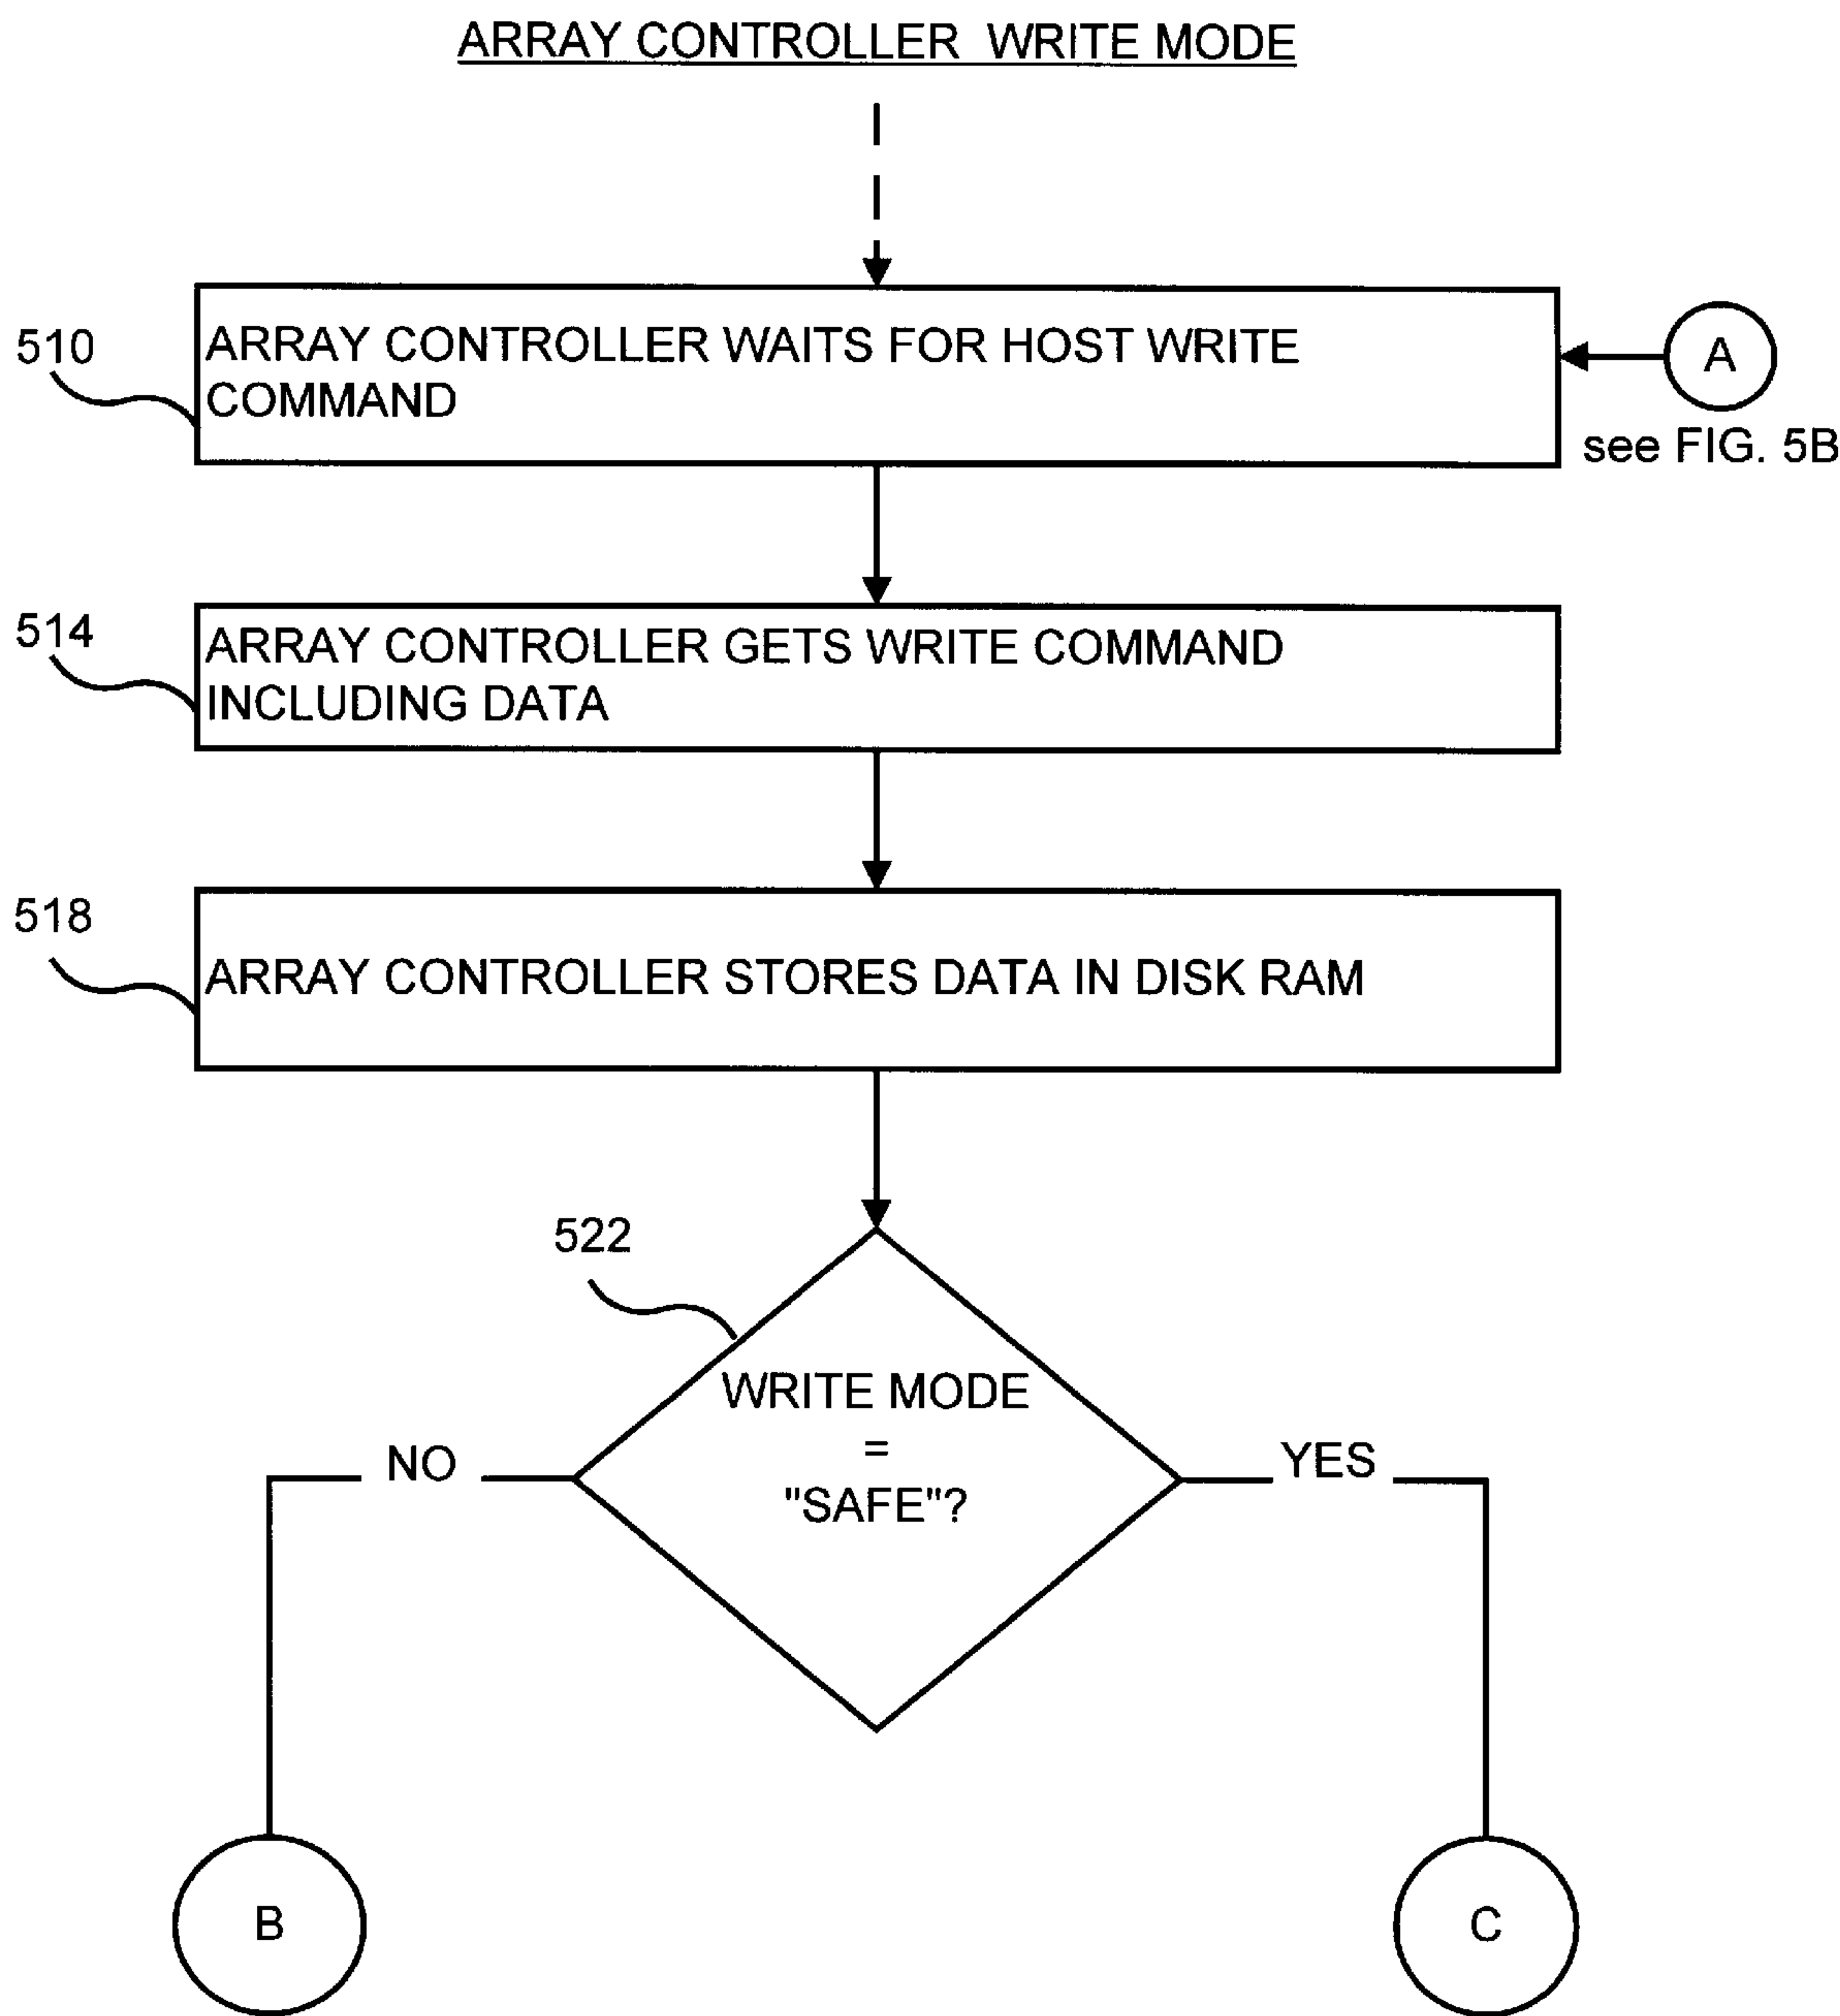 ARRAY CONTROLLER WRITE MODE
510
ARRAY CONTROLLER WAITS FOR HOST WRITE
COMMAND
A
see FIG. 5B
514
ARRAY CONTROLLER GETS WRITE COMMAND
INCLUDING DATA
518
ARRAY CONTROLLER STORES DATA IN DISK RAM
522
WRITE MODE
=
"SAFE"?
NO
YES
B
C